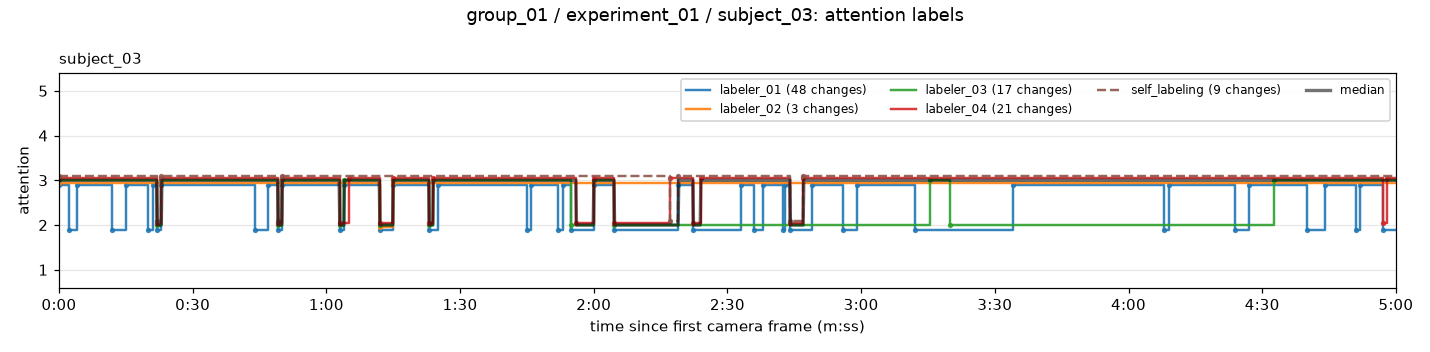 group_01 / experiment_01 / subject_03: attention labels
subject_03
labeler_01 (48 changes)
labeler_02 (3 changes)
labeler_03 (17 changes)
labeler_04 (21 changes)
self_labeling (9 changes)
median
attention
5
4
3
2
1
0:00 0:30 1:00 1:30 2:00 2:30 3:00 3:30 4:00 4:30 5:00
time since first camera frame (m:ss)